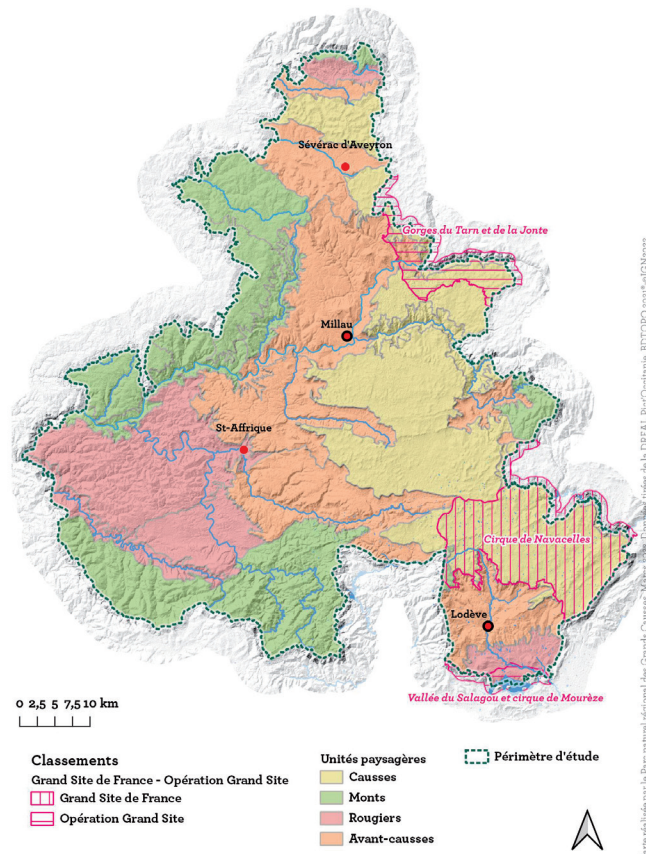 Sévérac d'Aveyron
Gorges du Tarn et de la Jonte
Millau
St-Affrique
Cirque de Navacelles
Lodève
Vallée du Salagou et cirque de Mourèze
0 2,5 5 7,5 10 km
Classements
Grand Site de France - Opération Grand Site
Grand Site de France
Opération Grand Site
Unités paysagères
Causses
Monts
Rougiers
Avant-causses
Périmètre d'étude